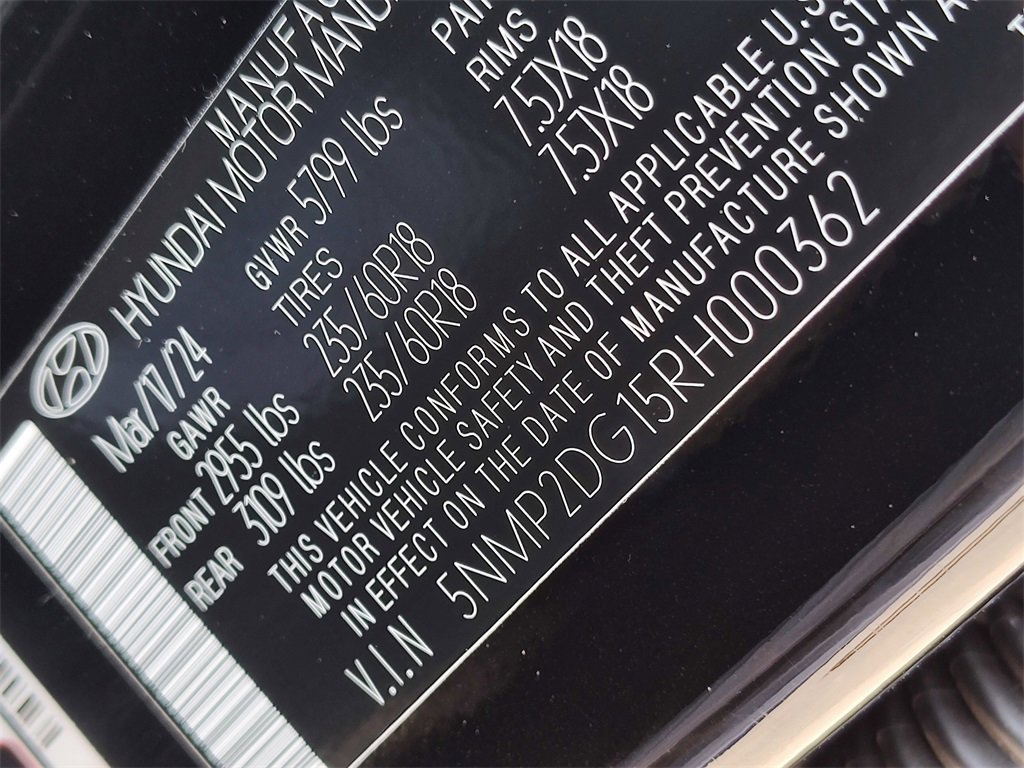 MANUFAC
HYUNDAI MOTOR MANU
Mar/17/24 GVWR 5799 lbs
GAWR TIRES RIMS
FRONT 2955 lbs 235/60R18 7.5JX18
REAR 3109 lbs 235/60R18 7.5JX18
THIS VEHICLE CONFORMS TO ALL APPLICABLE U.S
MOTOR VEHICLE SAFETY AND THEFT PREVENTION STA
IN EFFECT ON THE DATE OF MANUFACTURE SHOWN A
V.I.N 5NMP2DG15RH000362